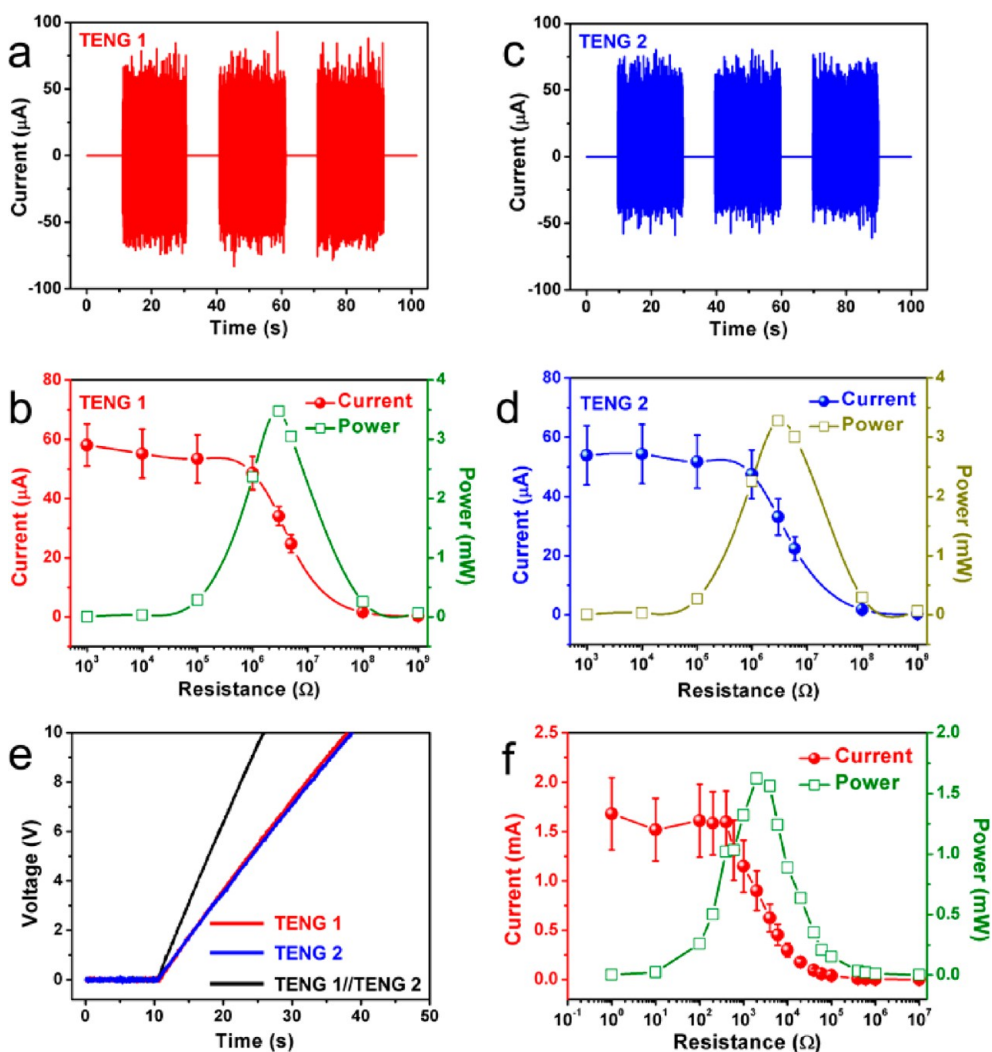 a
TENG 1
100
50
0
-50
-100
Current (μA)
0 20 40 60 80 100
Time (s)
c
TENG 2
100
50
0
-50
-100
Current (μA)
0 20 40 60 80 100
Time (s)
b
TENG 1
Current
Power
80
60
40
20
0
Current (μA)
4
3
2
1
0
Power (mW)
10³ 10⁴ 10⁵ 10⁶ 10⁷ 10⁸ 10⁹
Resistance (Ω)
d
TENG 2
Current
Power
80
60
40
20
0
Current (μA)
4
3
2
1
0
Power (mW)
10³ 10⁴ 10⁵ 10⁶ 10⁷ 10⁸ 10⁹
Resistance (Ω)
e
10
8
6
4
2
0
Voltage (V)
TENG 1
TENG 2
TENG 1//TENG 2
0 10 20 30 40 50
Time (s)
f
Current
Power
2.5
2.0
1.5
1.0
0.5
0.0
Current (mA)
2.0
1.5
1.0
0.5
0.0
Power (mW)
10⁻¹ 10⁰ 10¹ 10² 10³ 10⁴ 10⁵ 10⁶ 10⁷
Resistance (Ω)